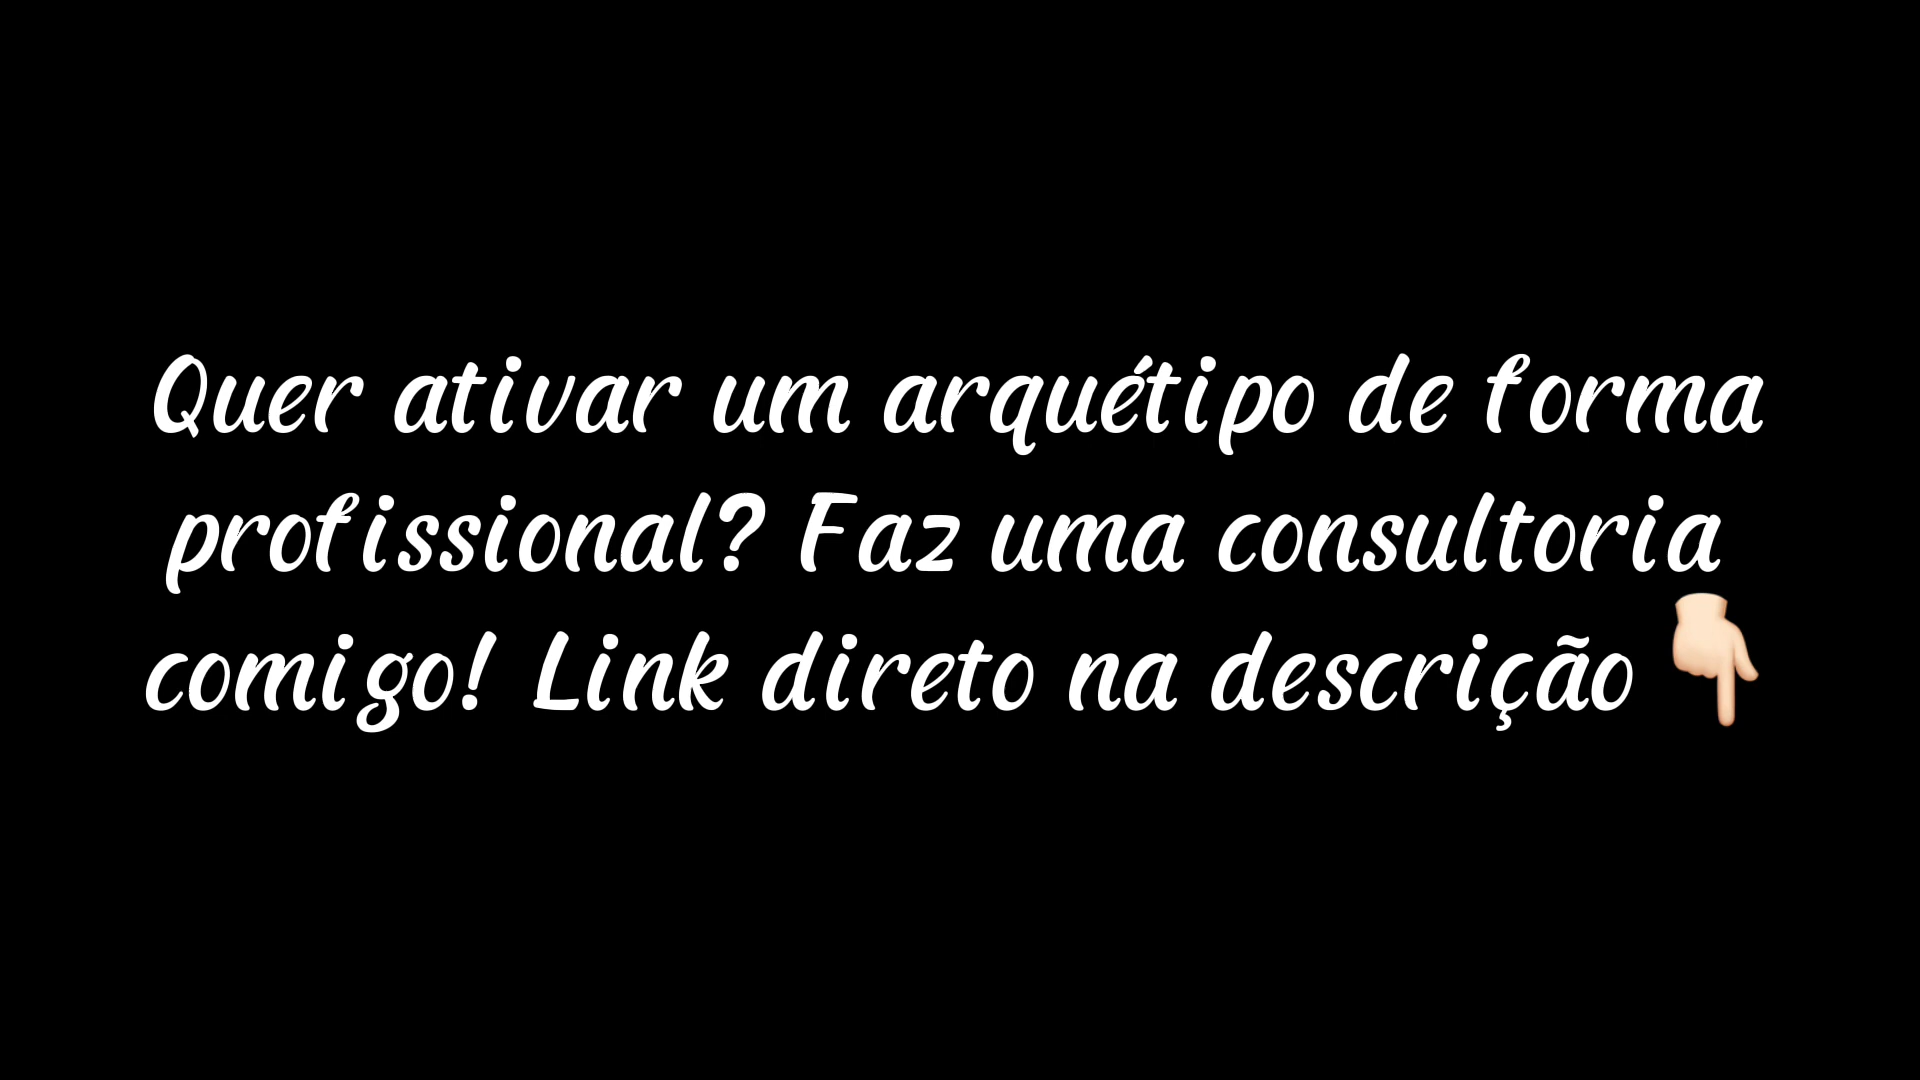 Quer ativar um arquétipo de forma
profissional? Faz uma consultoria
comigo! Link direto na descrição 👇🏻